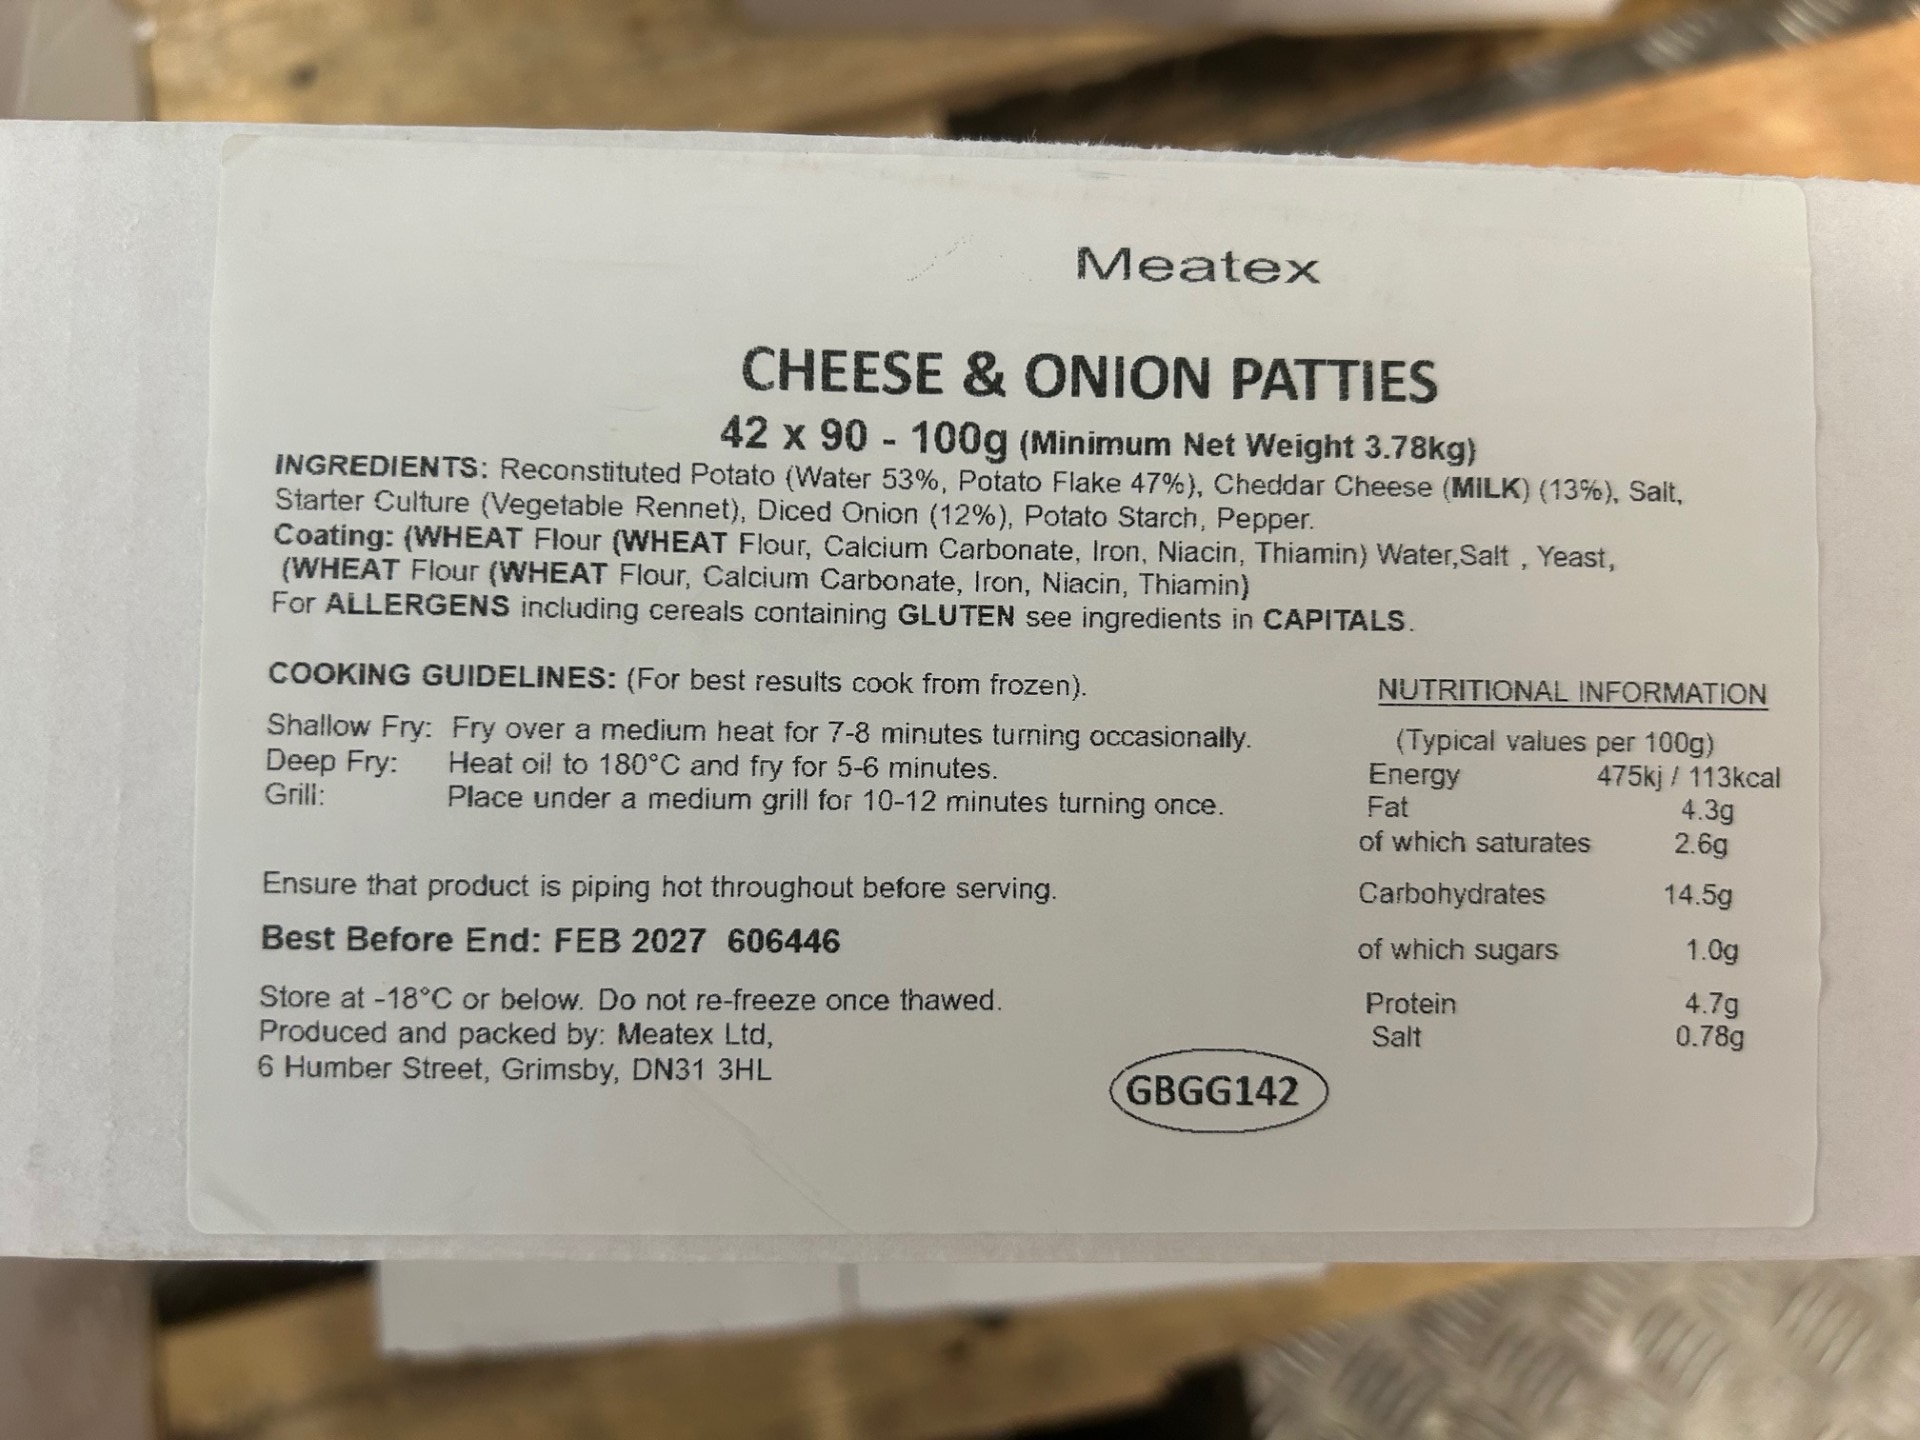 Meatex
CHEESE & ONION PATTIES
42 x 90 - 100g (Minimum Net Weight 3.78kg)
INGREDIENTS: Reconstituted Potato (Water 53%, Potato Flake 47%), Cheddar Cheese (MILK) (13%), Salt,
Starter Culture (Vegetable Rennet), Diced Onion (12%), Potato Starch, Pepper.
Coating: (WHEAT Flour (WHEAT Flour, Calcium Carbonate, Iron, Niacin, Thiamin) Water,Salt , Yeast,
(WHEAT Flour (WHEAT Flour, Calcium Carbonate, Iron, Niacin, Thiamin)
For ALLERGENS including cereals containing GLUTEN see ingredients in CAPITALS.
COOKING GUIDELINES: (For best results cook from frozen).
Shallow Fry: Fry over a medium heat for 7-8 minutes turning occasionally.
Deep Fry: Heat oil to 180°C and fry for 5-6 minutes.
Grill: Place under a medium grill for 10-12 minutes turning once.
Ensure that product is piping hot throughout before serving.
Best Before End: FEB 2027 606446
Store at -18°C or below. Do not re-freeze once thawed.
Produced and packed by: Meatex Ltd,
6 Humber Street, Grimsby, DN31 3HL
GBGG142
NUTRITIONAL INFORMATION
(Typical values per 100g)
Energy 475kj / 113kcal
Fat 4.3g
of which saturates 2.6g
Carbohydrates 14.5g
of which sugars 1.0g
Protein 4.7g
Salt 0.78g